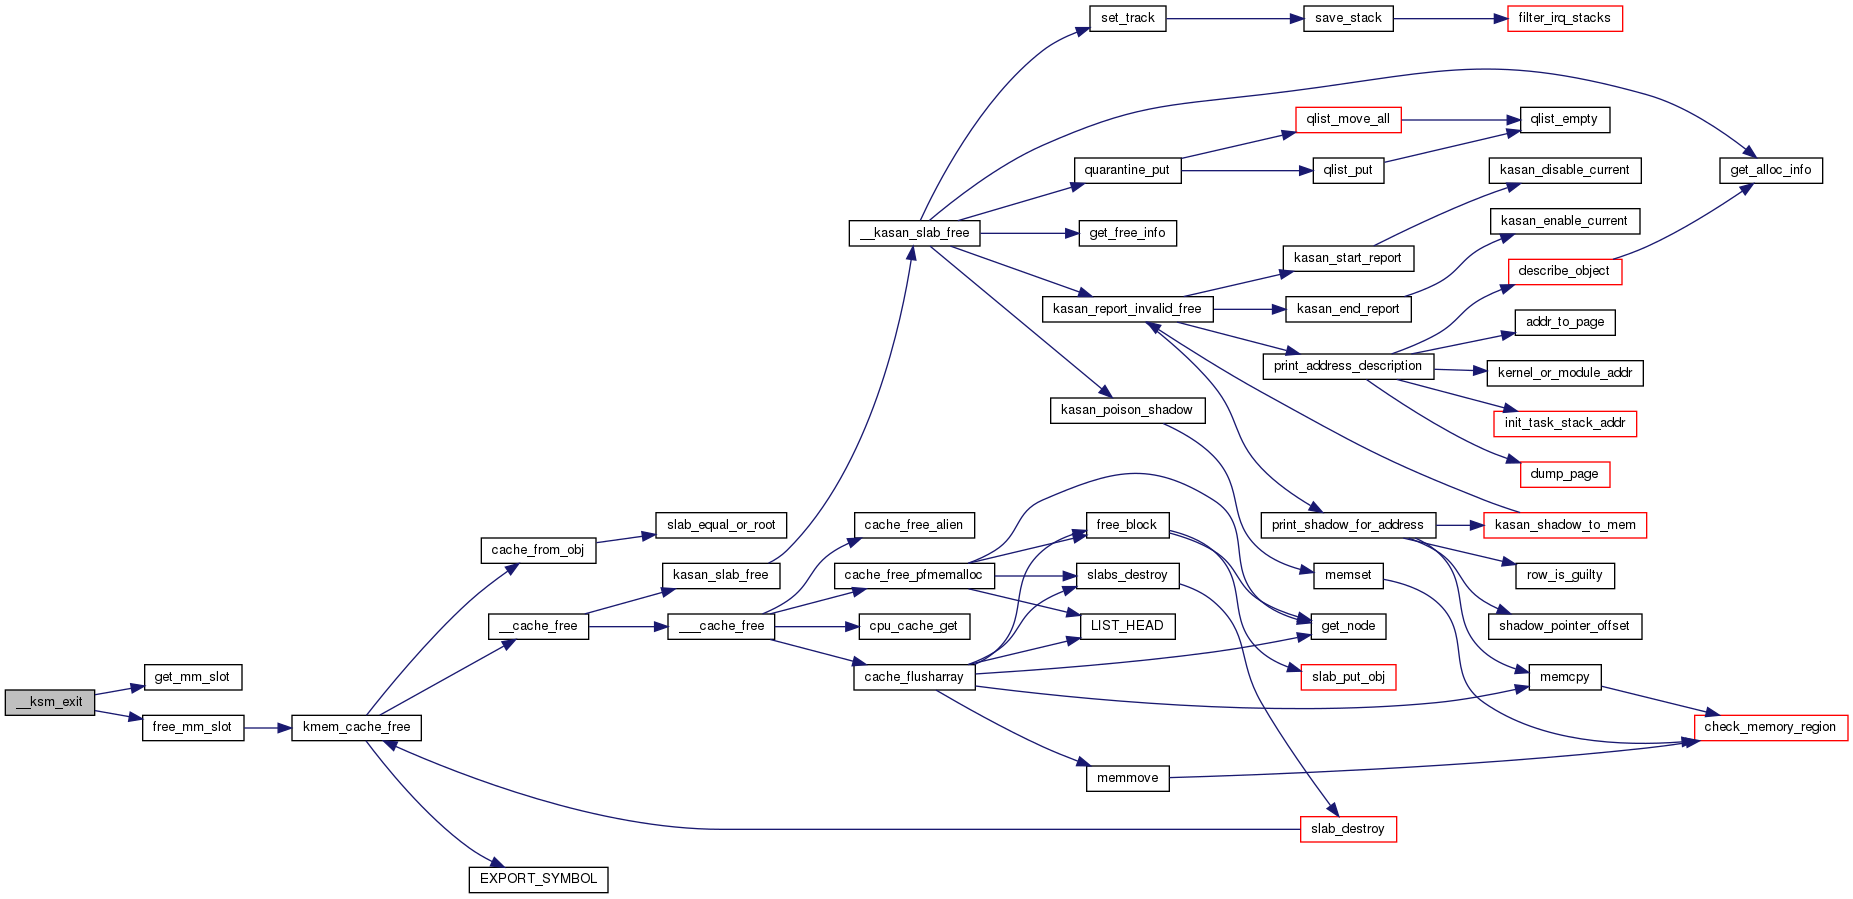 set_track
save_stack
filter_irq_stacks
qlist_move_all
qlist_empty
quarantine_put
qlist_put
kasan_disable_current
get_alloc_info
__kasan_slab_free
get_free_info
kasan_enable_current
kasan_start_report
describe_object
kasan_report_invalid_free
kasan_end_report
addr_to_page
print_address_description
kernel_or_module_addr
kasan_poison_shadow
init_task_stack_addr
dump_page
slab_equal_or_root
cache_free_alien
free_block
print_shadow_for_address
kasan_shadow_to_mem
cache_from_obj
kasan_slab_free
cache_free_pfmemalloc
slabs_destroy
memset
row_is_guilty
__cache_free
___cache_free
cpu_cache_get
LIST_HEAD
get_node
shadow_pointer_offset
get_mm_slot
cache_flusharray
slab_put_obj
memcpy
__ksm_exit
free_mm_slot
kmem_cache_free
check_memory_region
memmove
slab_destroy
EXPORT_SYMBOL